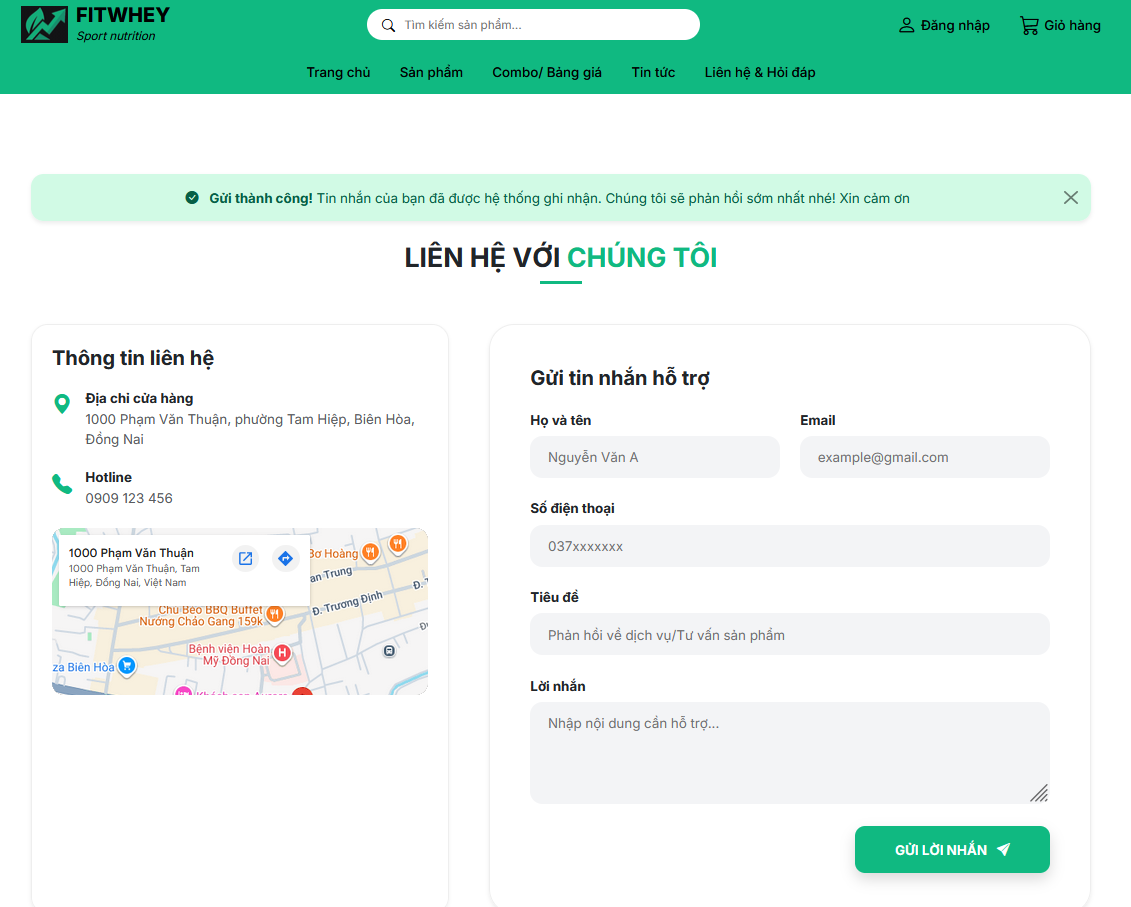 FITWHEY
Sport nutrition
Tìm kiếm sản phẩm...
Đăng nhập
Giỏ hàng
Trang chủ
Sản phẩm
Combo/ Bảng giá
Tin tức
Liên hệ & Hỏi đáp
Gửi thành công! Tin nhắn của bạn đã được hệ thống ghi nhận. Chúng tôi sẽ phản hồi sớm nhất nhé! Xin cảm ơn
LIÊN HỆ VỚI CHÚNG TÔI
Thông tin liên hệ
Địa chỉ cửa hàng
1000 Phạm Văn Thuận, phường Tam Hiệp, Biên Hòa,
Đồng Nai
Hotline
0909 123 456
1000 Phạm Văn Thuận
1000 Phạm Văn Thuận, Tam
Hiệp, Đồng Nai, Việt Nam
Bơ Hoàng
an Trung
Đ. Trương Định
Chú Béo BBQ Buffet
Nướng Chảo Gang 159k
Bệnh viện Hoàn
Mỹ Đồng Nai
za Biên Hòa
Gửi tin nhắn hỗ trợ
Họ và tên
Nguyễn Văn A
Email
example@gmail.com
Số điện thoại
037xxxxxxx
Tiêu đề
Phản hồi về dịch vụ/Tư vấn sản phẩm
Lời nhắn
Nhập nội dung cần hỗ trợ...
GỬI LỜI NHẮN